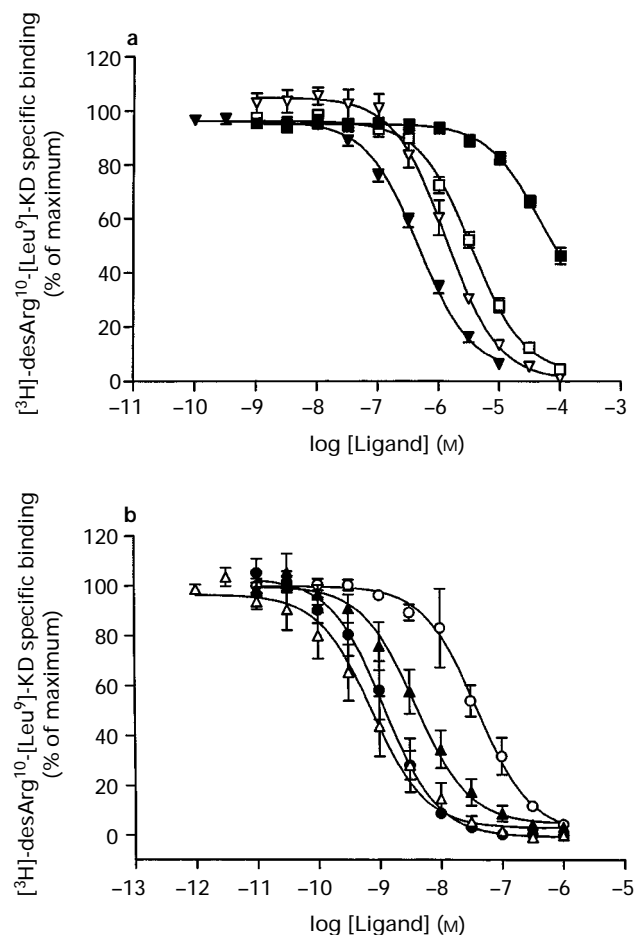 a
[³H]-desArg¹⁰-[Leu⁹]-KD specific binding
(% of maximum)
120
100
80
60
40
20
0
−11 −10 −9 −8 −7 −6 −5 −4 −3
log [Ligand] (M)
b
[³H]-desArg¹⁰-[Leu⁹]-KD specific binding
(% of maximum)
120
100
80
60
40
20
0
−13 −12 −11 −10 −9 −8 −7 −6 −5
log [Ligand] (M)